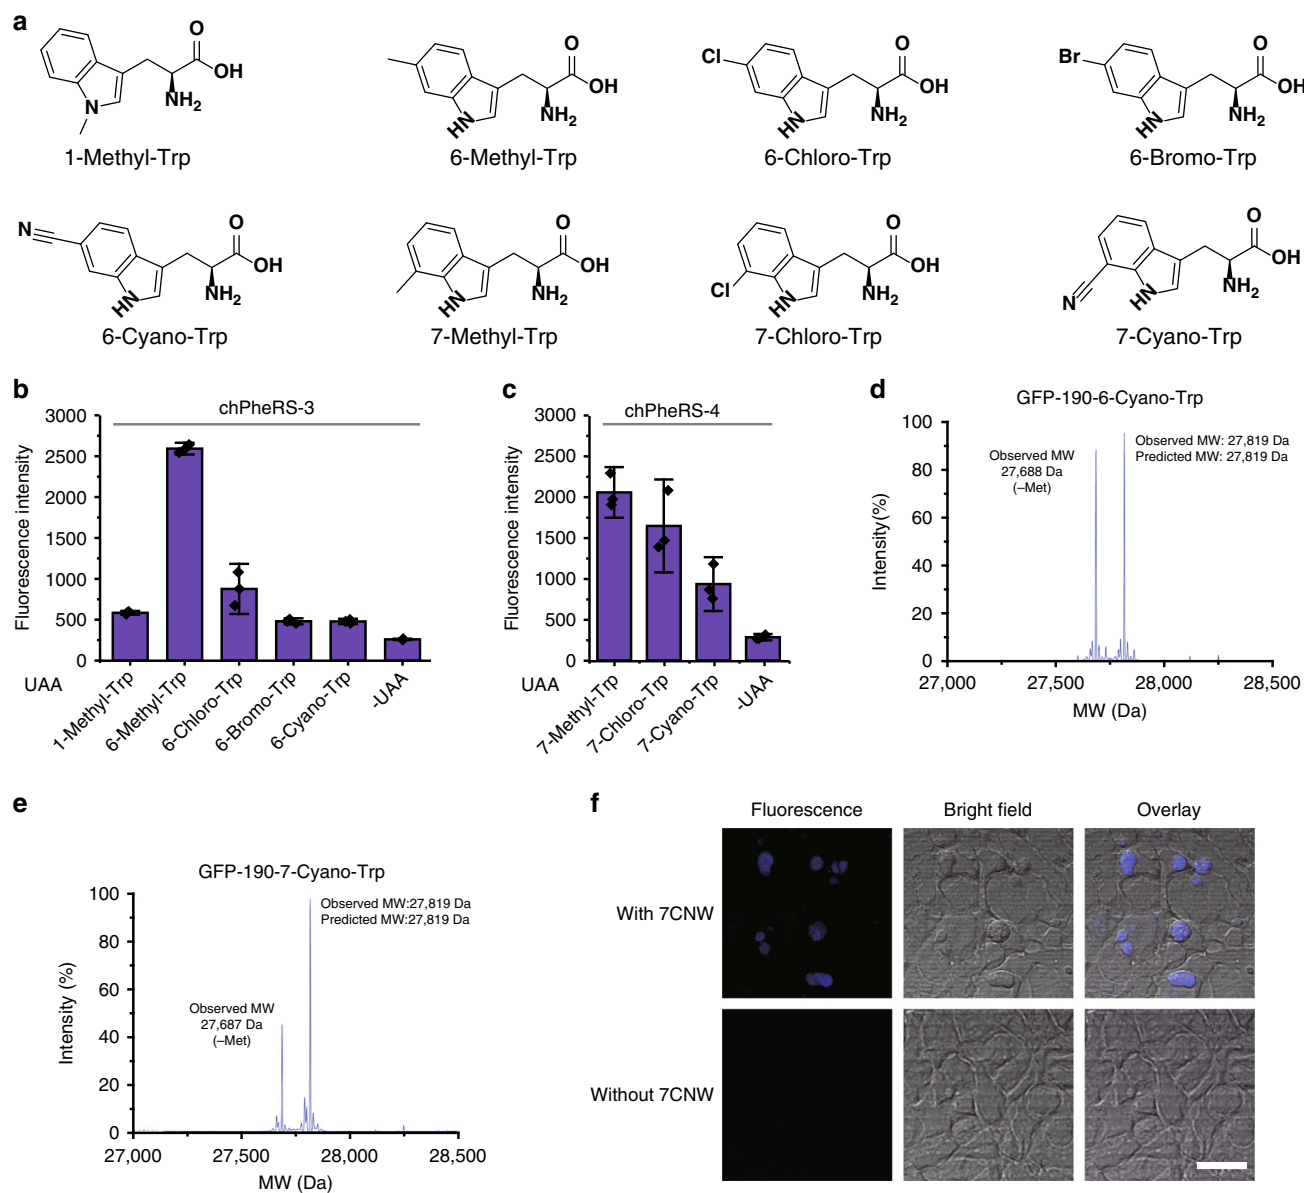 a
O
OH
NH2
N
1-Methyl-Trp
O
OH
NH2
HN
6-Methyl-Trp
Cl
O
OH
NH2
HN
6-Chloro-Trp
Br
O
OH
NH2
HN
6-Bromo-Trp
N
O
OH
NH2
HN
6-Cyano-Trp
O
OH
NH2
HN
7-Methyl-Trp
Cl
O
OH
NH2
HN
7-Chloro-Trp
N
O
OH
NH2
HN
7-Cyano-Trp
b
chPheRS-3
Fluorescence intensity
3000
2500
2000
1500
1000
500
0
UAA
1-Methyl-Trp
6-Methyl-Trp
6-Chloro-Trp
6-Bromo-Trp
6-Cyano-Trp
-UAA
c
chPheRS-4
Fluorescence intensity
3000
2500
2000
1500
1000
500
0
UAA
7-Methyl-Trp
7-Chloro-Trp
7-Cyano-Trp
-UAA
d
GFP-190-6-Cyano-Trp
Intensity(%)
100
80
60
40
20
0
Observed MW
27,688 Da
(–Met)
Observed MW: 27,819 Da
Predicted MW: 27,819 Da
27,000
27,500
28,000
28,500
MW (Da)
e
GFP-190-7-Cyano-Trp
Intensity (%)
100
80
60
40
20
0
Observed MW
27,687 Da
(–Met)
Observed MW:27,819 Da
Predicted MW:27,819 Da
27,000
27,500
28,000
28,500
MW (Da)
f
Fluorescence
Bright field
Overlay
With 7CNW
Without 7CNW